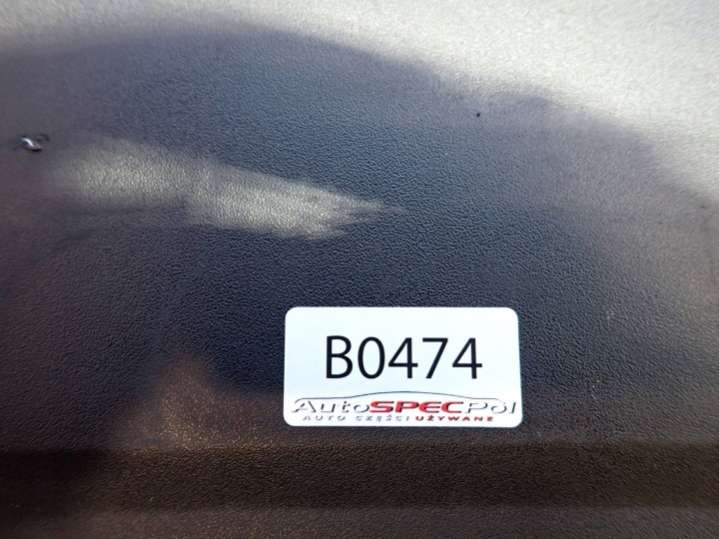 B0474
AutoSPECPol
AUTO CZĘŚCI UŻYWANE